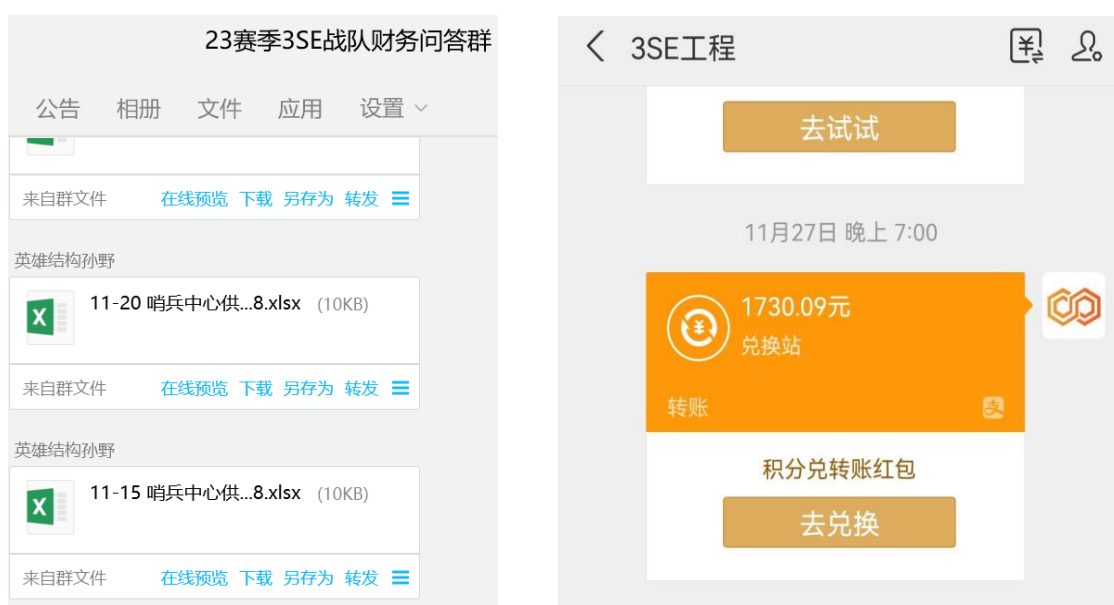 23赛季3SE战队财务问答群
公告 相册 文件 应用 设置
来自群文件 在线预览 下载 另存为 转发
英雄结构孙野
11-20 哨兵中心供...8.xlsx (10KB)
来自群文件 在线预览 下载 另存为 转发
英雄结构孙野
11-15 哨兵中心供...8.xlsx (10KB)
来自群文件 在线预览 下载 另存为 转发
3SE工程
去试试
11月27日 晚上 7:00
1730.09元
兑换站
转账
支
积分兑转账红包
去兑换